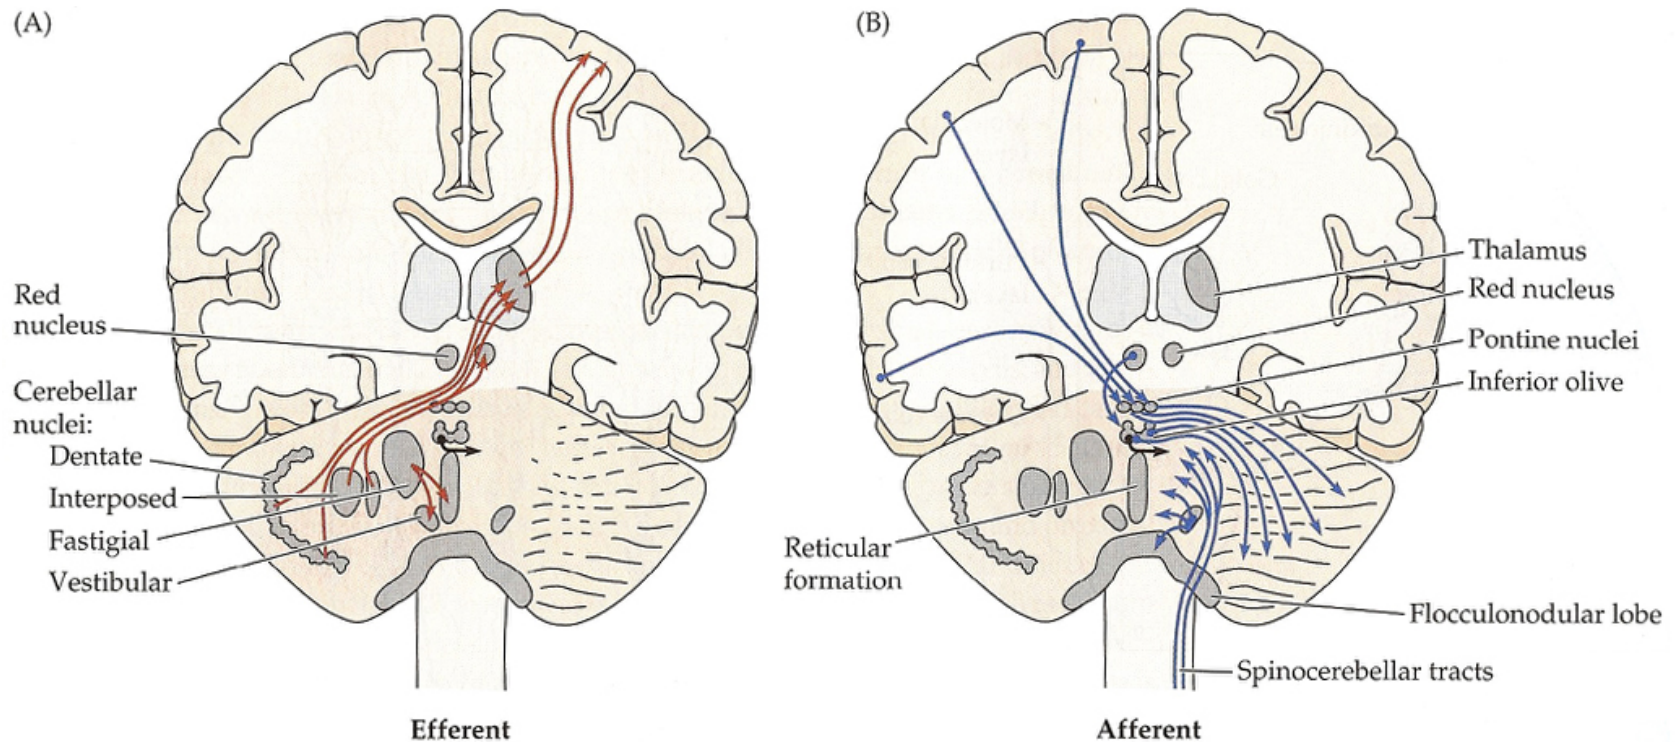 (A)
Red
nucleus
Cerebellar
nuclei:
Dentate
Interposed
Fastigial
Vestibular
Efferent
(B)
Thalamus
Red nucleus
Pontine nuclei
Inferior olive
Reticular
formation
Flocculonodular lobe
Spinocerebellar tracts
Afferent